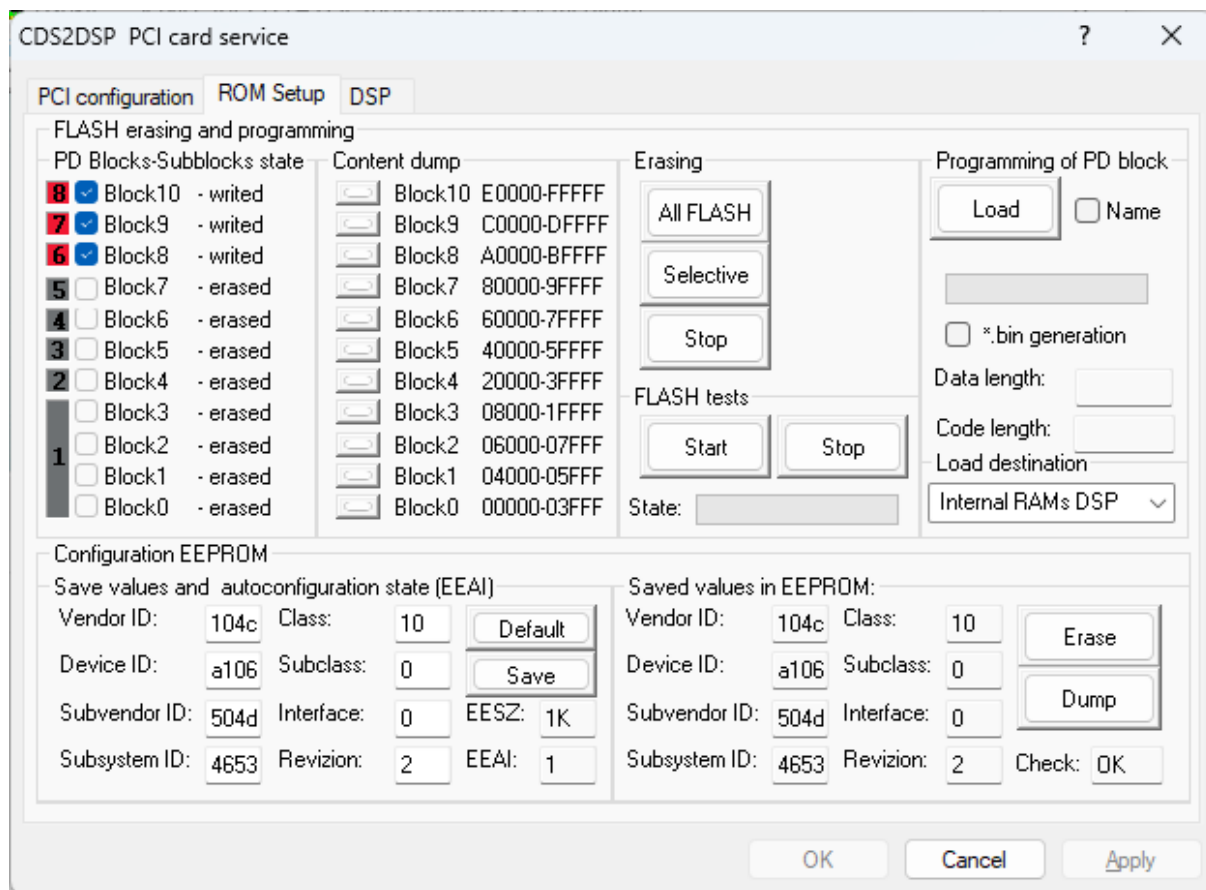 CDS2DSP PCI card service ?
PCI configuration ROM Setup DSP
FLASH erasing and programming
PD Blocks-Subblocks state
8 Block10 - writed
7 Block9 - writed
6 Block8 - writed
5 Block7 - erased
4 Block6 - erased
3 Block5 - erased
2 Block4 - erased
1
Block3 - erased
Block2 - erased
Block1 - erased
Block0 - erased
Content dump
Block10 E0000-FFFFF
Block9 C0000-DFFFF
Block8 A0000-BFFFF
Block7 80000-9FFFF
Block6 60000-7FFFF
Block5 40000-5FFFF
Block4 20000-3FFFF
Block3 08000-1FFFF
Block2 06000-07FFF
Block1 04000-05FFF
Block0 00000-03FFF
Erasing
All FLASH
Selective
Stop
FLASH tests
Start Stop
State:
Programming of PD block
Load Name
*.bin generation
Data length:
Code length:
Load destination
Internal RAMs DSP
Configuration EEPROM
Save values and autoconfiguration state (EEAI)
Vendor ID: 104c Class: 10 Default
Device ID: a106 Subclass: 0 Save
Subvendor ID: 504d Interface: 0 EESZ: 1K
Subsystem ID: 4653 Revizion: 2 EEAI: 1
Saved values in EEPROM:
Vendor ID: 104c Class: 10 Erase
Device ID: a106 Subclass: 0
Dump
Subvendor ID: 504d Interface: 0
Subsystem ID: 4653 Revizion: 2 Check: OK
OK Cancel Apply